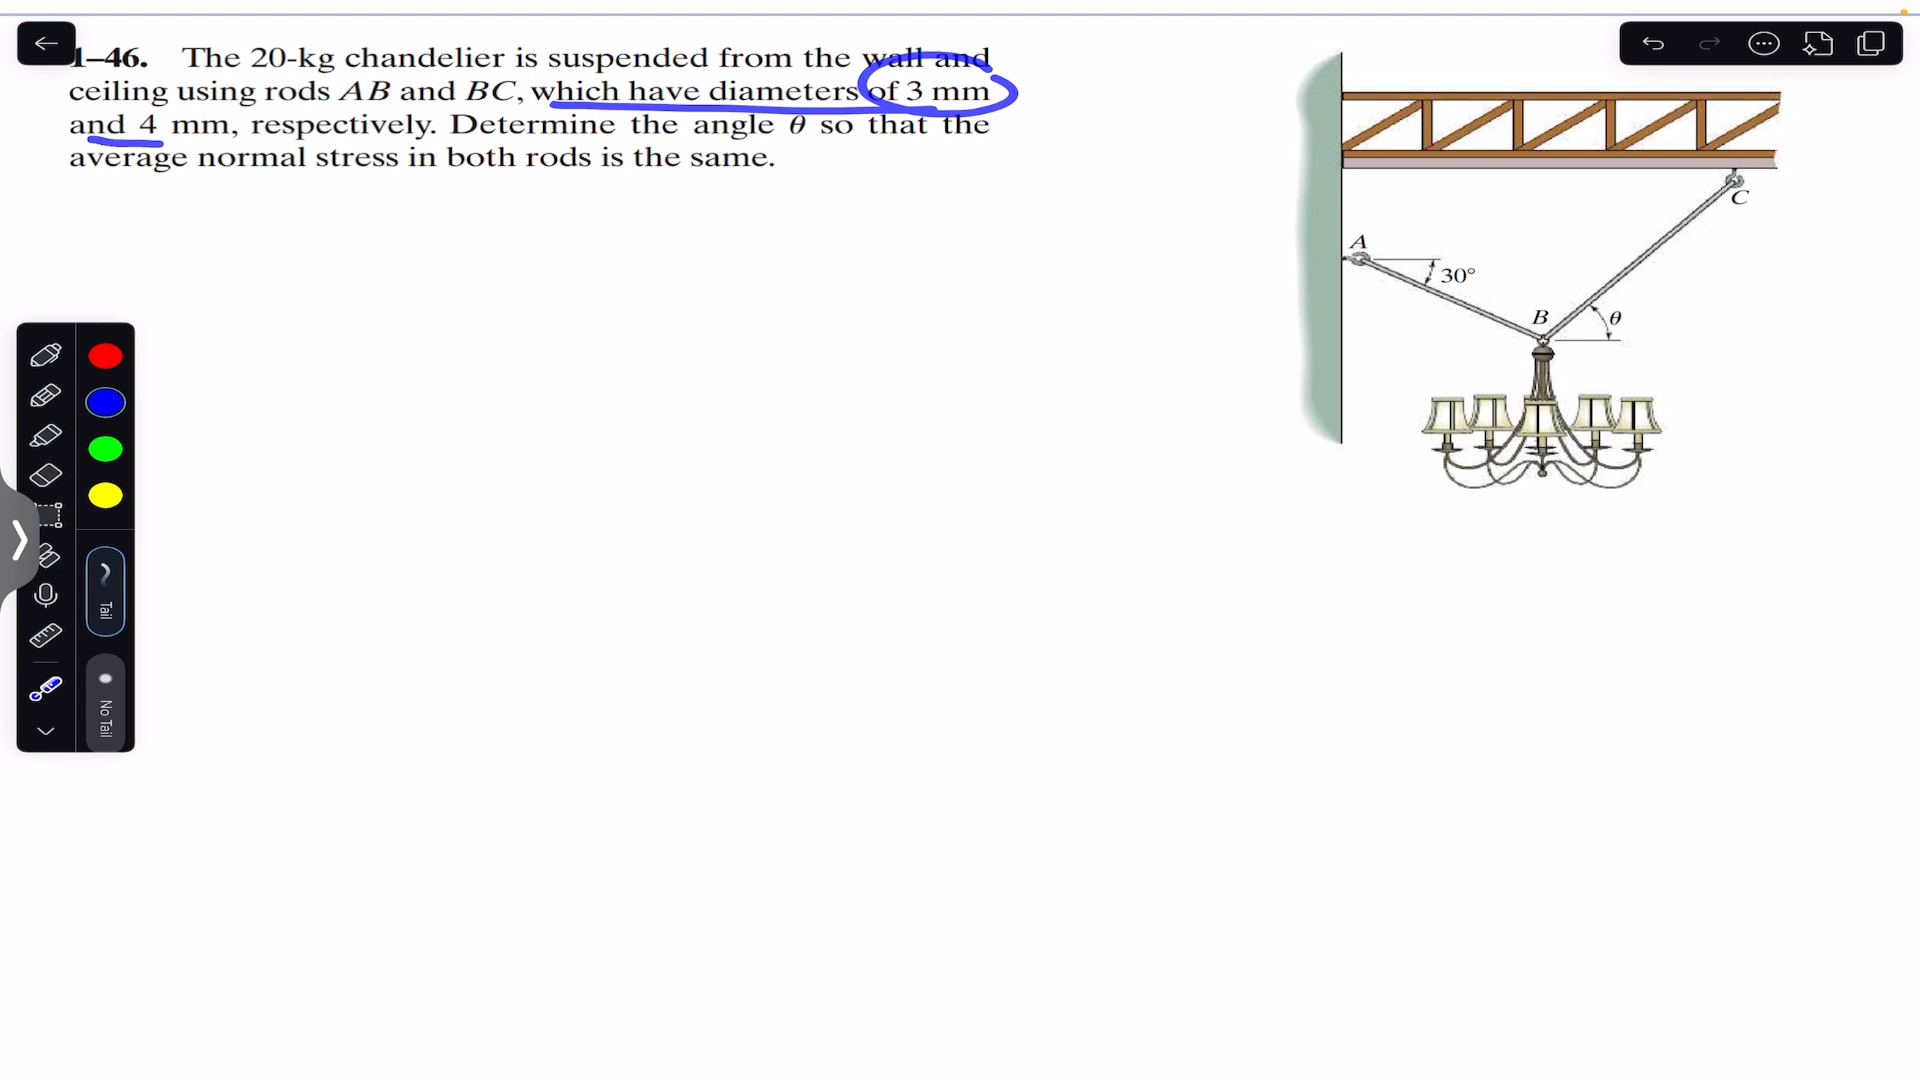 1–46. The 20-kg chandelier is suspended from the wall and
ceiling using rods AB and BC, which have diameters of 3 mm
and 4 mm, respectively. Determine the angle θ so that the
average normal stress in both rods is the same.
C
A
30°
B
θ
Tail
No Tail